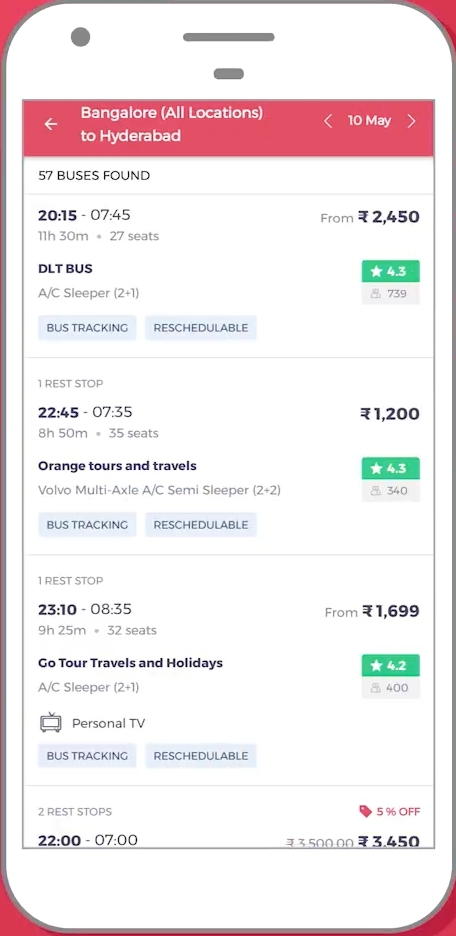 Bangalore (All Locations)
to Hyderabad
10 May
57 BUSES FOUND
20:15 - 07:45
From ₹ 2,450
11h 30m • 27 seats
DLT BUS
4.3
A/C Sleeper (2+1)
739
BUS TRACKING RESCHEDULABLE
1 REST STOP
22:45 - 07:35
₹ 1,200
8h 50m • 35 seats
Orange tours and travels
4.3
Volvo Multi-Axle A/C Semi Sleeper (2+2)
340
BUS TRACKING RESCHEDULABLE
1 REST STOP
23:10 - 08:35
From ₹ 1,699
9h 25m • 32 seats
Go Tour Travels and Holidays
4.2
A/C Sleeper (2+1)
400
Personal TV
BUS TRACKING RESCHEDULABLE
2 REST STOPS
5 % OFF
22:00 - 07:00
₹ 3,500.00 ₹ 3,450